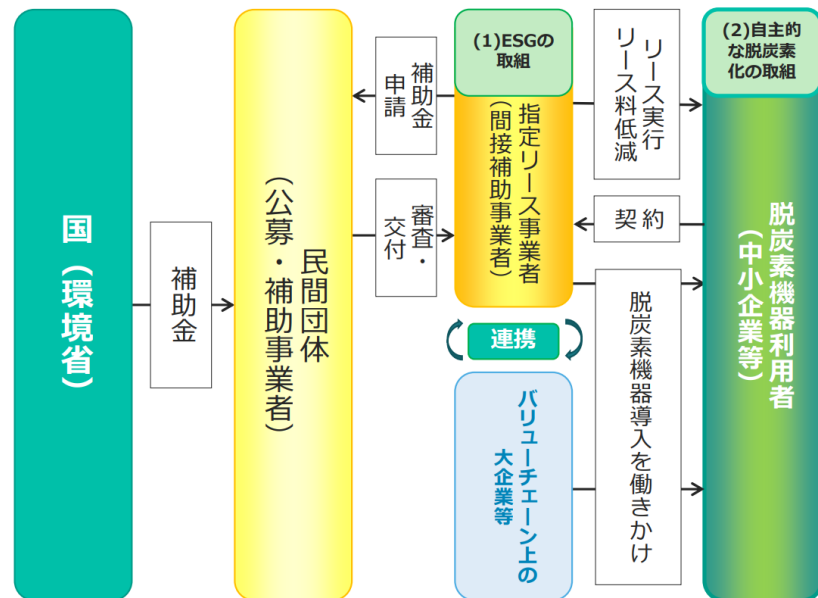 国（環境省）
補助金
民間団体
（公募・補助事業者）
補助金
申請
審査・
交付
(1)ESGの
取組
指定リース事業者
（間接補助事業者）
連携
バリューチェーン上の
大企業等
リース実行
リース料低減
契約
脱炭素機器導入を働きかけ
(2)自主的
な脱炭素
化の取組
脱炭素機器利用者
（中小企業等）